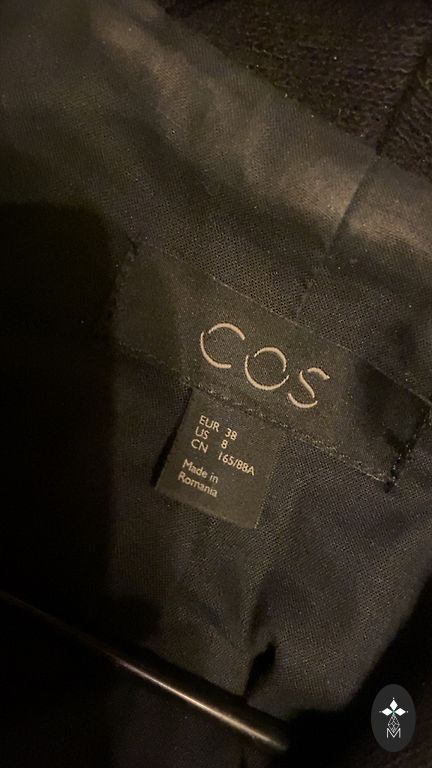 COS
EUR 38
US 8
CN 165/88A
Made in
Romania
M